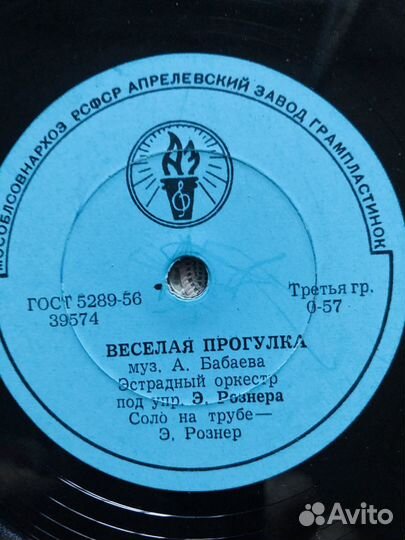 МОСОБЛСОВНАРХОЗ РСФСР АПРЕЛЕВСКИЙ ЗАВОД ГРАМПЛАСТИНОК
АЗ
ГОСТ 5289-56
39574
Третья гр.
0-57
ВЕСЕЛАЯ ПРОГУЛКА
муз. А. Бабаева
Эстрадный оркестр
под упр. Э. Рознера
Соло на трубе—
Э. Рознер
Avito